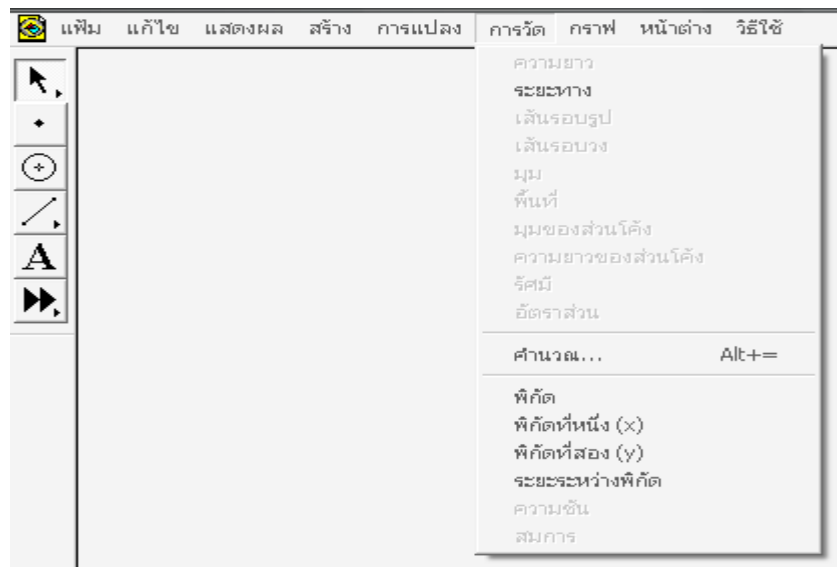 แฟ้ม แก้ไข แสดงผล สร้าง การแปลง การวัด กราฟ หน้าต่าง วิธีใช้
ความยาว
ระยะทาง
เส้นรอบรูป
เส้นรอบวง
มุม
พื้นที่
มุมของส่วนโค้ง
ความยาวของส่วนโค้ง
รัศมี
อัตราส่วน
คำนวณ... Alt+=
พิกัด
พิกัดที่หนึ่ง (x)
พิกัดที่สอง (y)
ระยะระหว่างพิกัด
ความชัน
สมการ
A